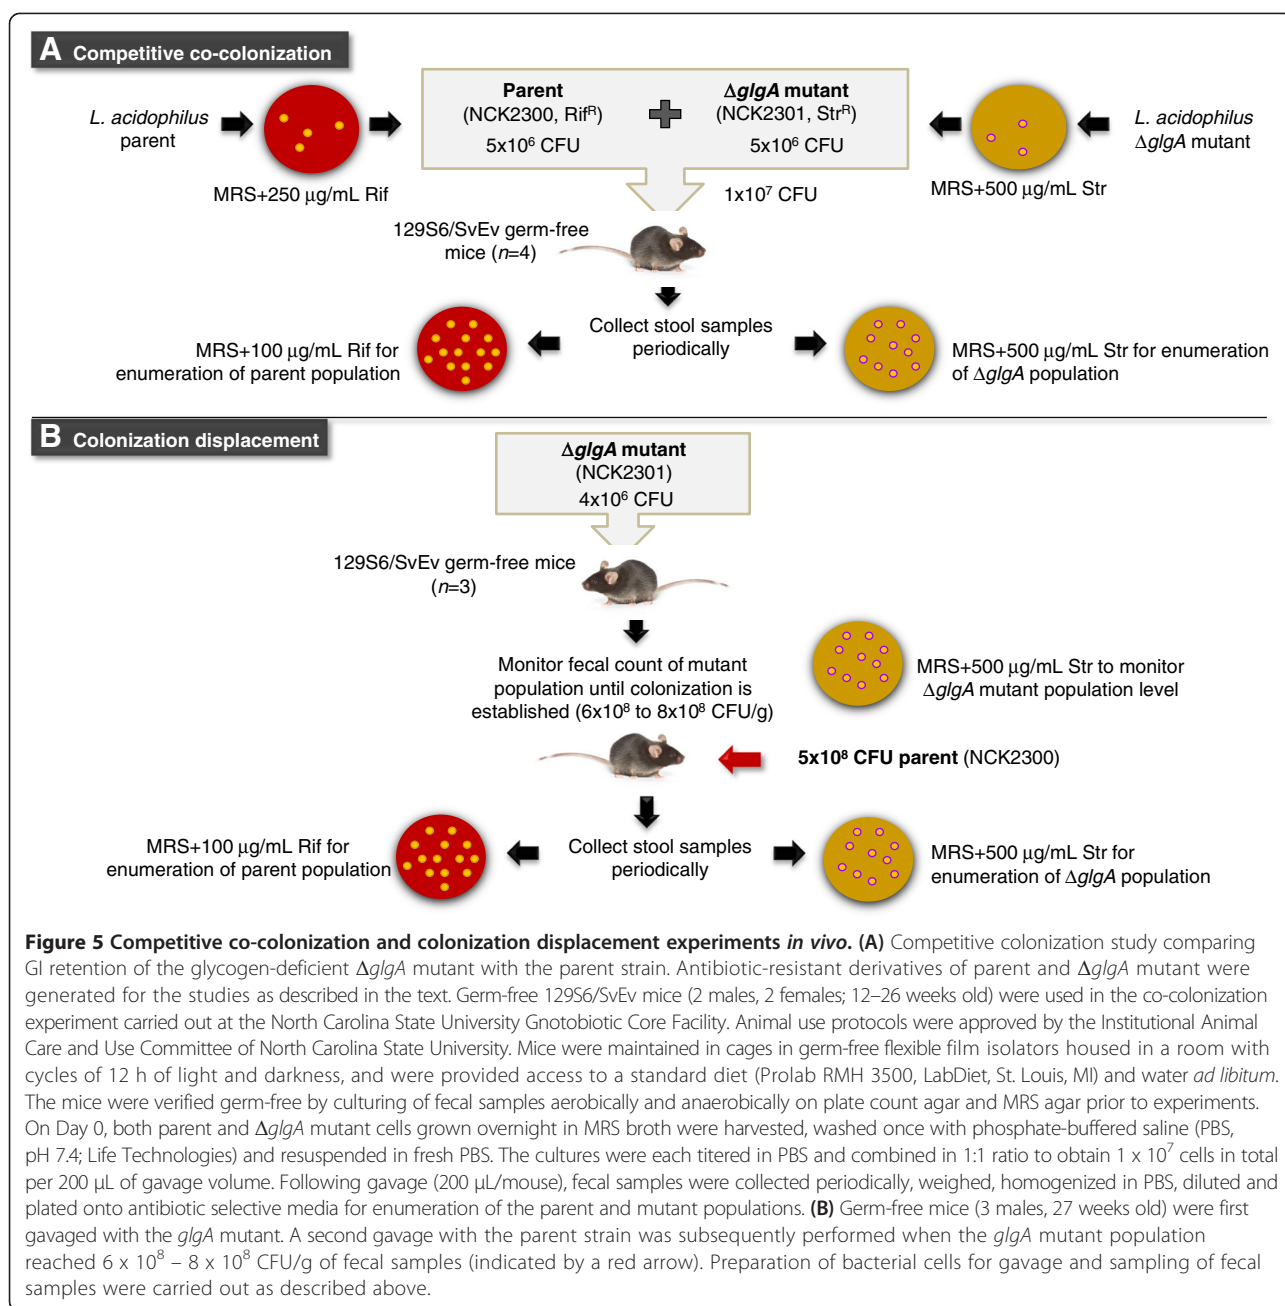 A Competitive co-colonization
L. acidophilus
parent
MRS+250 µg/mL Rif
Parent
(NCK2300, Rifᴿ)
5x10⁶ CFU
ΔglgA mutant
(NCK2301, Strᴿ)
5x10⁶ CFU
L. acidophilus
ΔglgA mutant
MRS+500 µg/mL Str
1x10⁷ CFU
129S6/SvEv germ-free
mice (n=4)
Collect stool samples
periodically
MRS+100 µg/mL Rif for
enumeration of parent population
MRS+500 µg/mL Str for enumeration
of ΔglgA population
B Colonization displacement
ΔglgA mutant
(NCK2301)
4x10⁶ CFU
129S6/SvEv germ-free mice
(n=3)
Monitor fecal count of mutant
population until colonization is
established (6x10⁸ to 8x10⁸ CFU/g)
MRS+500 µg/mL Str to monitor
ΔglgA mutant population level
5x10⁸ CFU parent (NCK2300)
MRS+100 µg/mL Rif for
enumeration of parent population
Collect stool samples
periodically
MRS+500 µg/mL Str for
enumeration of ΔglgA population
Figure 5 Competitive co-colonization and colonization displacement experiments in vivo. (A) Competitive colonization study comparing
GI retention of the glycogen-deficient ΔglgA mutant with the parent strain. Antibiotic-resistant derivatives of parent and ΔglgA mutant were
generated for the studies as described in the text. Germ-free 129S6/SvEv mice (2 males, 2 females; 12–26 weeks old) were used in the co-colonization
experiment carried out at the North Carolina State University Gnotobiotic Core Facility. Animal use protocols were approved by the Institutional Animal
Care and Use Committee of North Carolina State University. Mice were maintained in cages in germ-free flexible film isolators housed in a room with
cycles of 12 h of light and darkness, and were provided access to a standard diet (Prolab RMH 3500, LabDiet, St. Louis, MI) and water ad libitum.
The mice were verified germ-free by culturing of fecal samples aerobically and anaerobically on plate count agar and MRS agar prior to experiments.
On Day 0, both parent and ΔglgA mutant cells grown overnight in MRS broth were harvested, washed once with phosphate-buffered saline (PBS,
pH 7.4; Life Technologies) and resuspended in fresh PBS. The cultures were each titered in PBS and combined in 1:1 ratio to obtain 1 x 10⁷ cells in total
per 200 µL of gavage volume. Following gavage (200 µL/mouse), fecal samples were collected periodically, weighed, homogenized in PBS, diluted and
plated onto antibiotic selective media for enumeration of the parent and mutant populations. (B) Germ-free mice (3 males, 27 weeks old) were first
gavaged with the glgA mutant. A second gavage with the parent strain was subsequently performed when the glgA mutant population
reached 6 x 10⁸ – 8 x 10⁸ CFU/g of fecal samples (indicated by a red arrow). Preparation of bacterial cells for gavage and sampling of fecal
samples were carried out as described above.